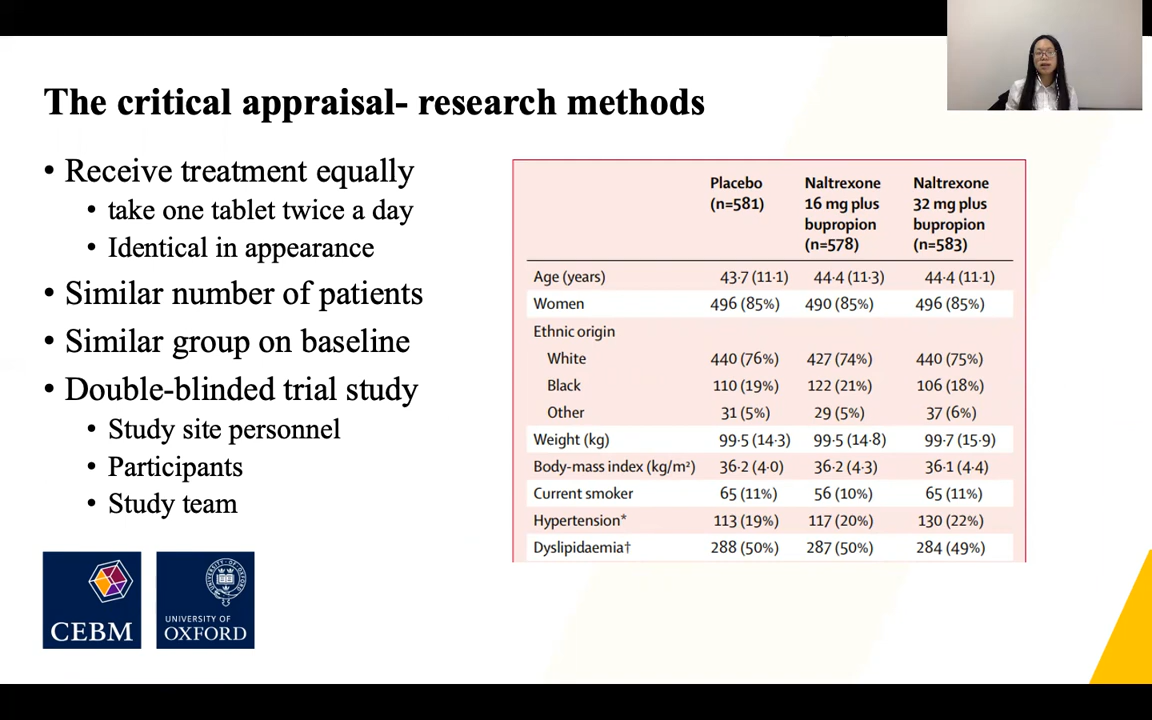 The critical appraisal- research methods
• Receive treatment equally
• take one tablet twice a day
• Identical in appearance
• Similar number of patients
• Similar group on baseline
• Double-blinded trial study
• Study site personnel
• Participants
• Study team
Placebo (n=581) Naltrexone 16 mg plus bupropion (n=578) Naltrexone 32 mg plus bupropion (n=583)
Age (years) 43·7 (11·1) 44·4 (11·3) 44·4 (11·1)
Women 496 (85%) 490 (85%) 496 (85%)
Ethnic origin
White 440 (76%) 427 (74%) 440 (75%)
Black 110 (19%) 122 (21%) 106 (18%)
Other 31 (5%) 29 (5%) 37 (6%)
Weight (kg) 99·5 (14·3) 99·5 (14·8) 99·7 (15·9)
Body-mass index (kg/m²) 36·2 (4·0) 36·2 (4·3) 36·1 (4·4)
Current smoker 65 (11%) 56 (10%) 65 (11%)
Hypertension* 113 (19%) 117 (20%) 130 (22%)
Dyslipidaemia† 288 (50%) 287 (50%) 284 (49%)
CEBM
UNIVERSITY OF
OXFORD